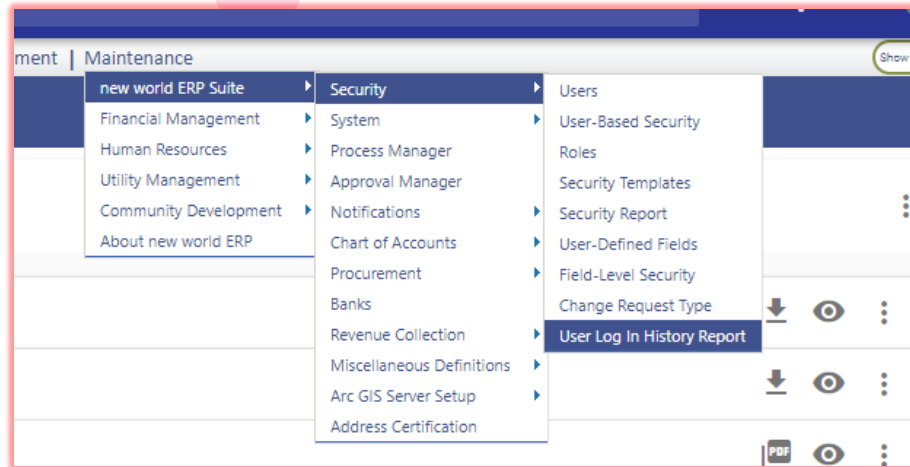 ment | Maintenance
Show
new world ERP Suite
Financial Management
Human Resources
Utility Management
Community Development
About new world ERP
Security
System
Process Manager
Approval Manager
Notifications
Chart of Accounts
Procurement
Banks
Revenue Collection
Miscellaneous Definitions
Arc GIS Server Setup
Address Certification
Users
User-Based Security
Roles
Security Templates
Security Report
User-Defined Fields
Field-Level Security
Change Request Type
User Log In History Report
PDF